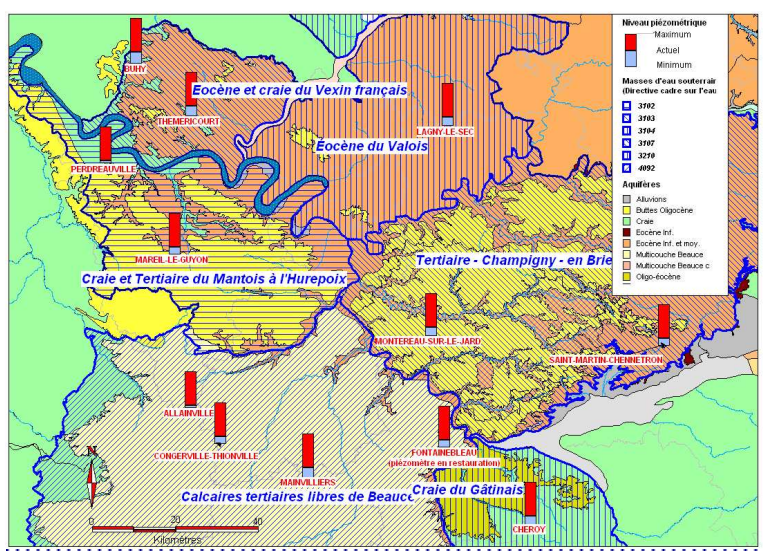 Niveau piézométrique
Maximum
Actuel
Minimum
Masses d'eau souterrair
(Directive cadre sur l'eau
3102
3103
3104
3107
3210
4092
Aquifères
Alluvions
Buttes Oligocène
Craie
Eocène Inf.
Eocène Inf. et moy.
Multicouche Beauce
Multicouche Beauce c
Oligo-éocène
BUHY
Eocène et craie du Vexin français
THEMERICOURT
LAGNY-LE-SEC
Eocène du Valois
PERDREAUVILLE
MAREIL-LE-GUYON
Tertiaire - Champigny - en Brie
Craie et Tertiaire du Mantois à l'Hurepoix
MONTEREAU-SUR-LE-JARD
SAINT-MARTIN-CHENNETRON
ALLAINVILLE
CONGERVILLE-THIONVILLE
FONTAINEBLEAU
(piézomètre en restauration)
MAINVILLIERS
Calcaires tertiaires libres de Beauce
Craie du Gâtinais
CHEROY
N
0 20 40
Kilomètres